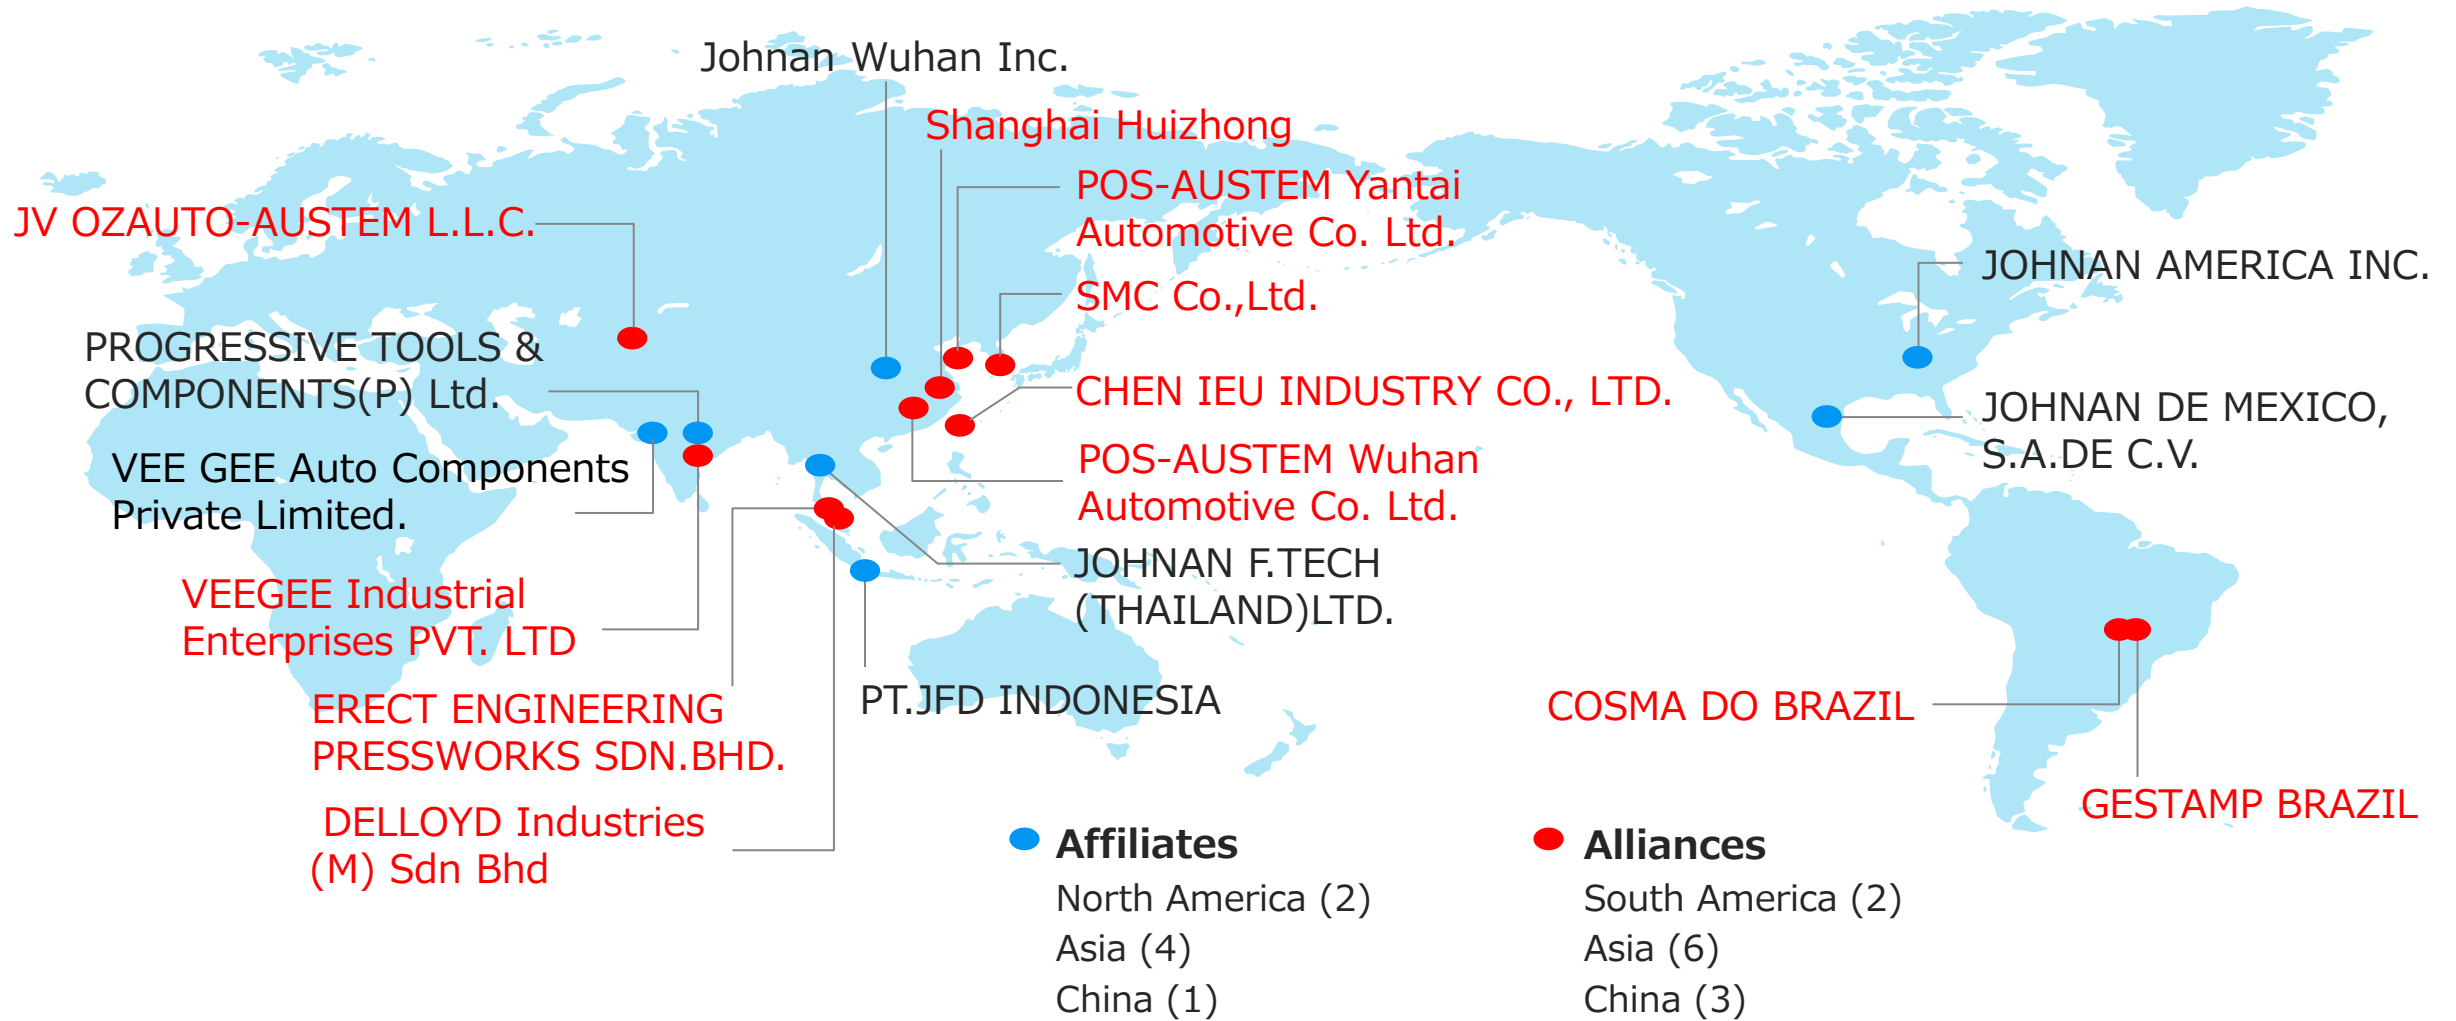 Johnan Wuhan Inc.
Shanghai Huizhong
POS-AUSTEM Yantai
Automotive Co. Ltd.
JV OZAUTO-AUSTEM L.L.C.
SMC Co.,Ltd.
JOHNAN AMERICA INC.
PROGRESSIVE TOOLS &
COMPONENTS(P) Ltd.
CHEN IEU INDUSTRY CO., LTD.
JOHNAN DE MEXICO,
S.A.DE C.V.
VEE GEE Auto Components
Private Limited.
POS-AUSTEM Wuhan
Automotive Co. Ltd.
JOHNAN F.TECH
(THAILAND)LTD.
VEEGEE Industrial
Enterprises PVT. LTD
ERECT ENGINEERING
PRESSWORKS SDN.BHD.
PT.JFD INDONESIA
COSMA DO BRAZIL
GESTAMP BRAZIL
DELLOYD Industries
(M) Sdn Bhd
Affiliates
North America (2)
Asia (4)
China (1)
Alliances
South America (2)
Asia (6)
China (3)